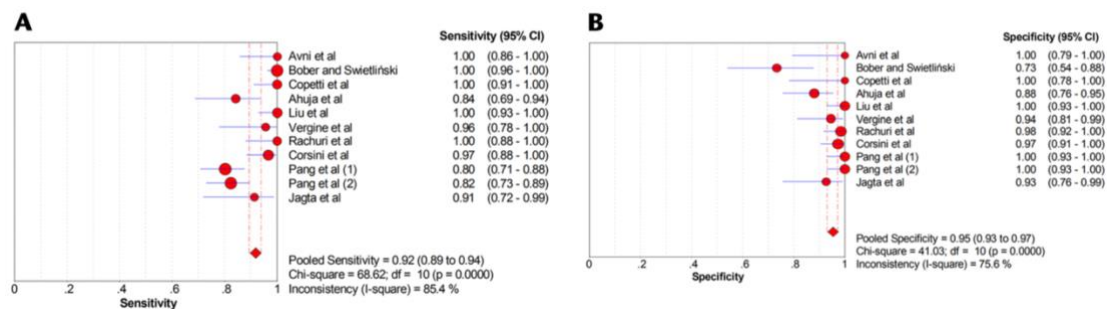 A
Sensitivity (95% CI)
Avni et al 1.00 (0.86 - 1.00)
Bober and Swietliński 1.00 (0.96 - 1.00)
Copetti et al 1.00 (0.91 - 1.00)
Ahuja et al 0.84 (0.69 - 0.94)
Liu et al 1.00 (0.93 - 1.00)
Vergine et al 0.96 (0.78 - 1.00)
Rachuri et al 1.00 (0.88 - 1.00)
Corsini et al 0.97 (0.88 - 1.00)
Pang et al (1) 0.80 (0.71 - 0.88)
Pang et al (2) 0.82 (0.73 - 0.89)
Jagta et al 0.91 (0.72 - 0.99)
Pooled Sensitivity = 0.92 (0.89 to 0.94)
Chi-square = 68.62; df = 10 (p = 0.0000)
Inconsistency (I-square) = 85.4 %
0 .2 .4 .6 .8 1
Sensitivity
B
Specificity (95% CI)
Avni et al 1.00 (0.79 - 1.00)
Bober and Swietliński 0.73 (0.54 - 0.88)
Copetti et al 1.00 (0.78 - 1.00)
Ahuja et al 0.88 (0.76 - 0.95)
Liu et al 1.00 (0.93 - 1.00)
Vergine et al 0.94 (0.81 - 0.99)
Rachuri et al 0.98 (0.92 - 1.00)
Corsini et al 0.97 (0.91 - 1.00)
Pang et al (1) 1.00 (0.93 - 1.00)
Pang et al (2) 1.00 (0.93 - 1.00)
Jagta et al 0.93 (0.76 - 0.99)
Pooled Specificity = 0.95 (0.93 to 0.97)
Chi-square = 41.03; df = 10 (p = 0.0000)
Inconsistency (I-square) = 75.6 %
0 .2 .4 .6 .8 1
Specificity